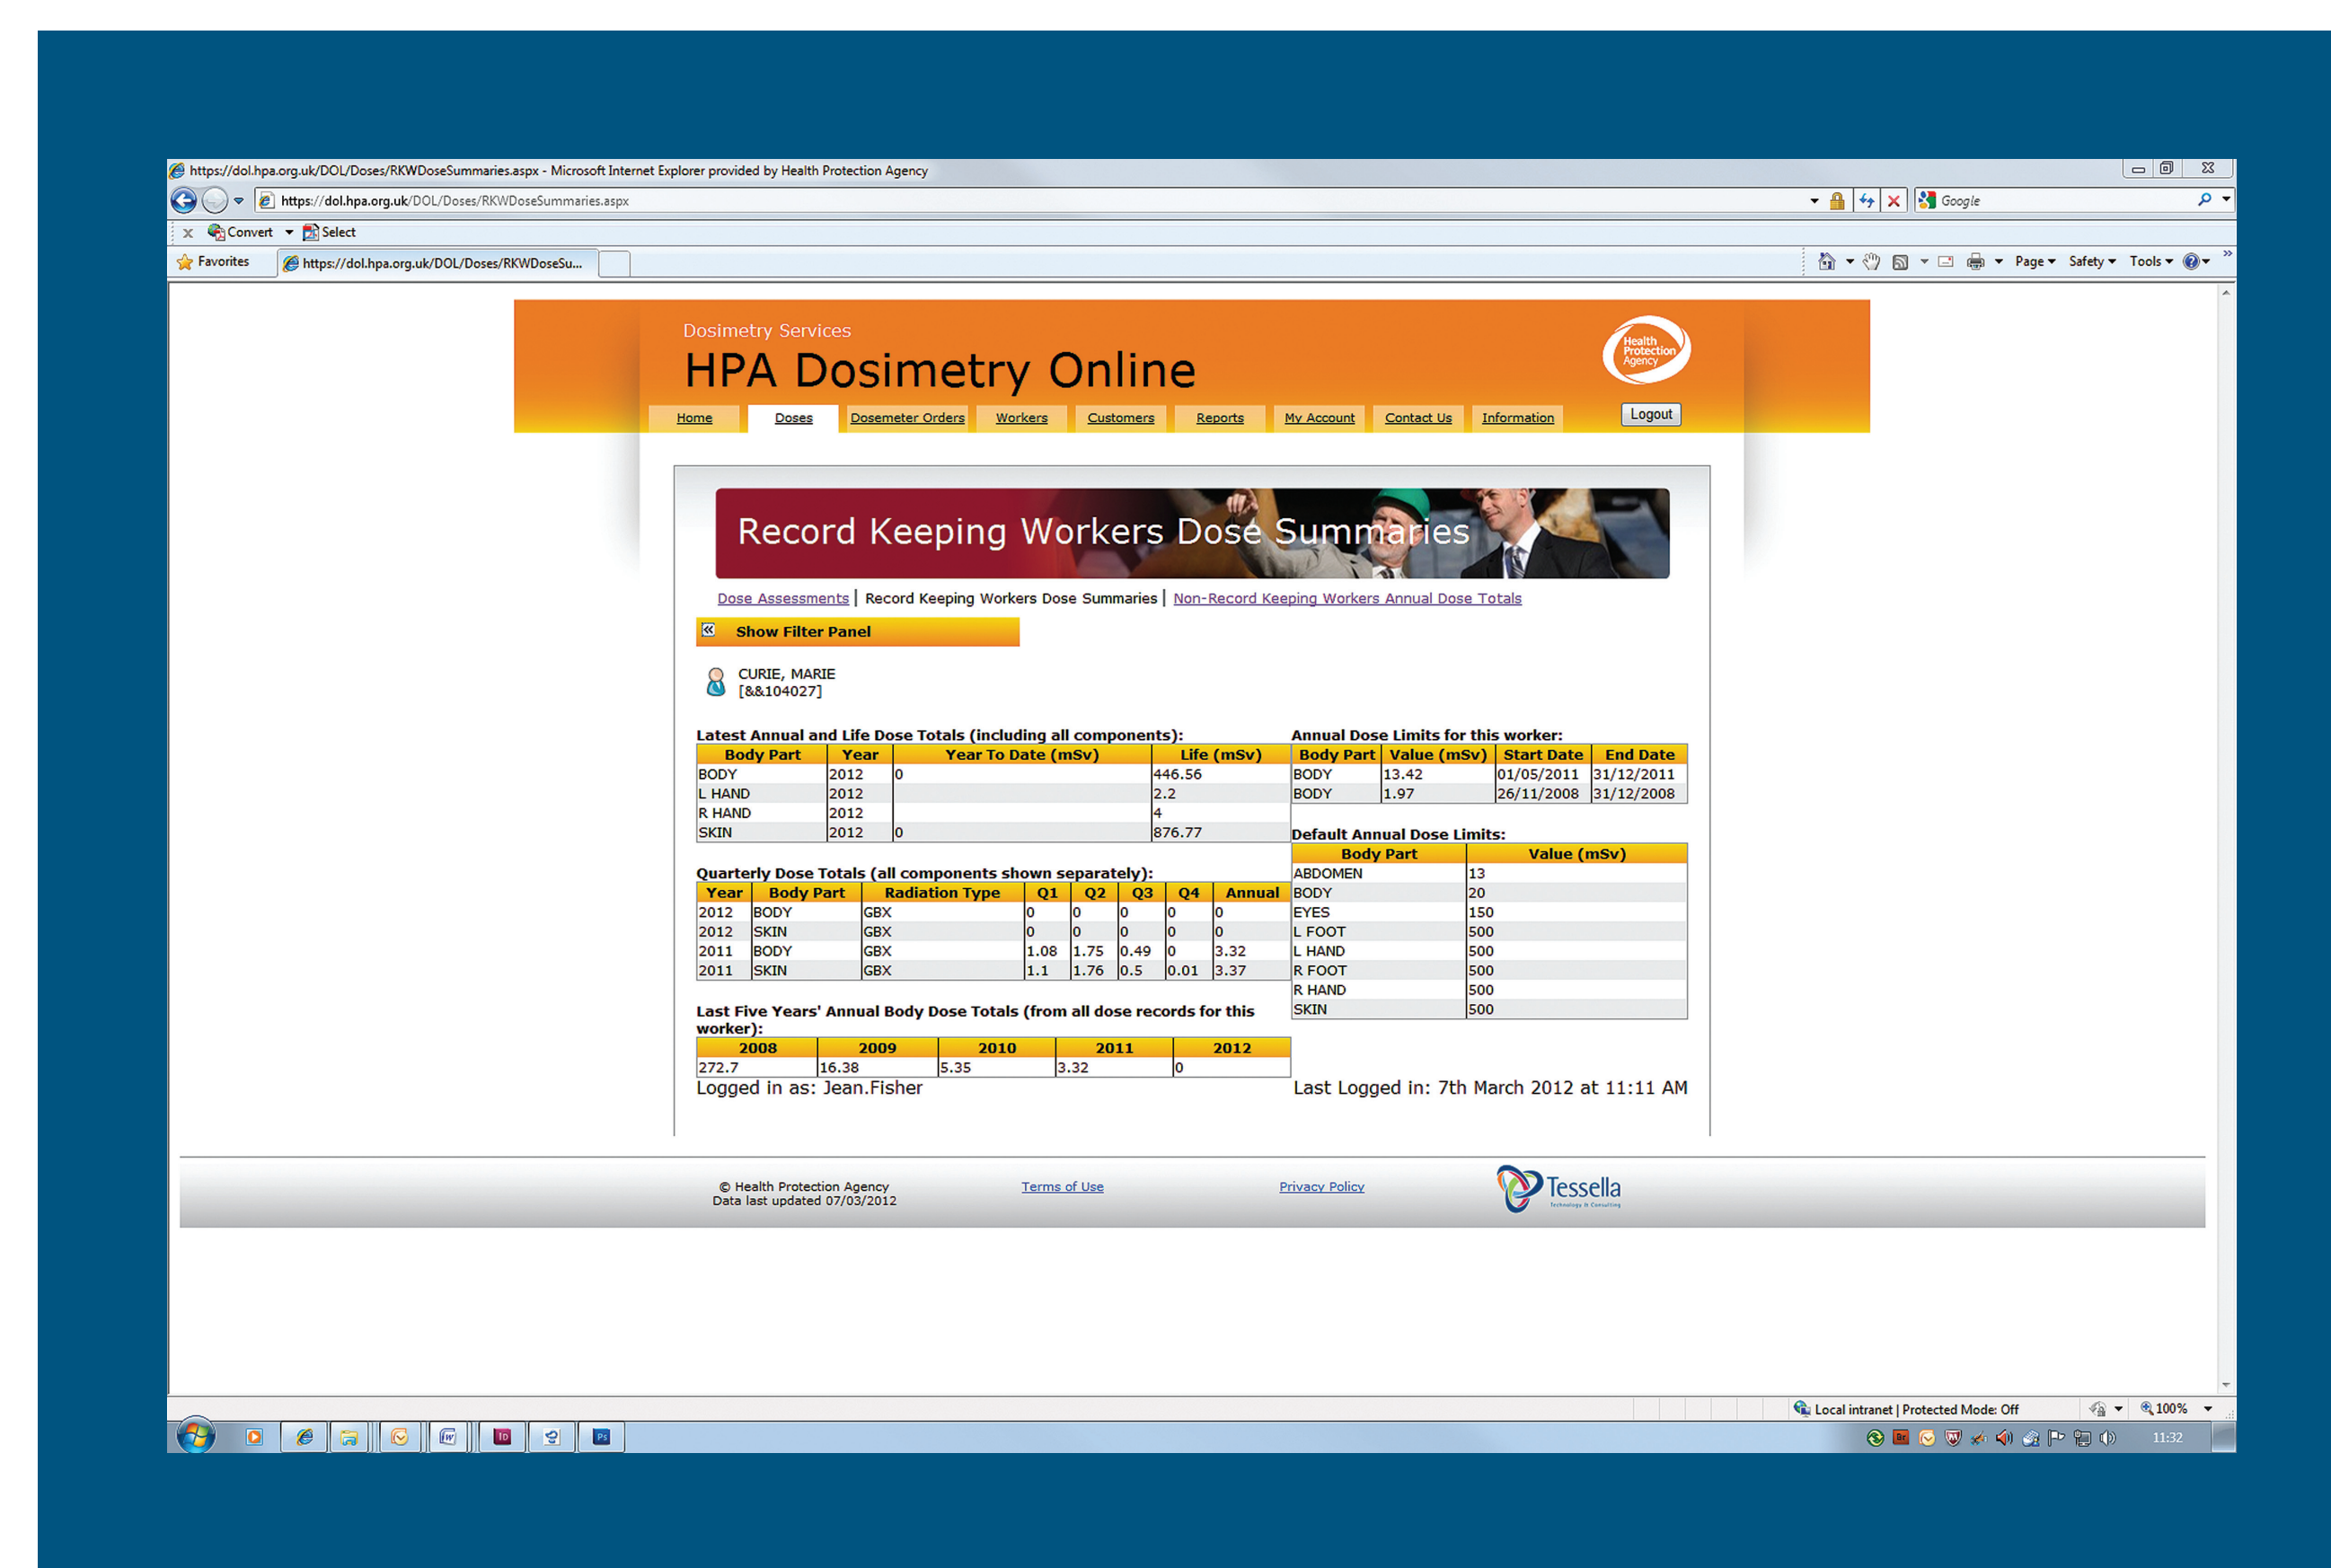 https://dol.hpa.org.uk/DOL/Doses/RKWDoseSummaries.aspx - Microsoft Internet Explorer provided by Health Protection Agency
https://dol.hpa.org.uk/DOL/Doses/RKWDoseSummaries.aspx Google
x Convert Select
Favorites https://dol.hpa.org.uk/DOL/Doses/RKWDoseSu... Page Safety Tools
Dosimetry Services
HPA Dosimetry Online
Health
Protection
Agency
Home Doses Dosemeter Orders Workers Customers Reports My Account Contact Us Information Logout
Record Keeping Workers Dose Summaries
Dose Assessments | Record Keeping Workers Dose Summaries | Non-Record Keeping Workers Annual Dose Totals
Show Filter Panel
CURIE, MARIE
[&&104027]
Latest Annual and Life Dose Totals (including all components):
Body Part Year Year To Date (mSv) Life (mSv)
BODY 2012 0 446.56
L HAND 2012 2.2
R HAND 2012 4
SKIN 2012 0 876.77
Quarterly Dose Totals (all components shown separately):
Year Body Part Radiation Type Q1 Q2 Q3 Q4 Annual
2012 BODY GBX 0 0 0 0 0
2012 SKIN GBX 0 0 0 0 0
2011 BODY GBX 1.08 1.75 0.49 0 3.32
2011 SKIN GBX 1.1 1.76 0.5 0.01 3.37
Last Five Years' Annual Body Dose Totals (from all dose records for this
worker):
2008 2009 2010 2011 2012
272.7 16.38 5.35 3.32 0
Annual Dose Limits for this worker:
Body Part Value (mSv) Start Date End Date
BODY 13.42 01/05/2011 31/12/2011
BODY 1.97 26/11/2008 31/12/2008
Default Annual Dose Limits:
Body Part Value (mSv)
ABDOMEN 13
BODY 20
EYES 150
L FOOT 500
L HAND 500
R FOOT 500
R HAND 500
SKIN 500
Logged in as: Jean.Fisher Last Logged in: 7th March 2012 at 11:11 AM
© Health Protection Agency Terms of Use Privacy Policy Tessella
Data last updated 07/03/2012 Technology & Consulting
Local intranet | Protected Mode: Off 100%
ID Ps Br 11:32